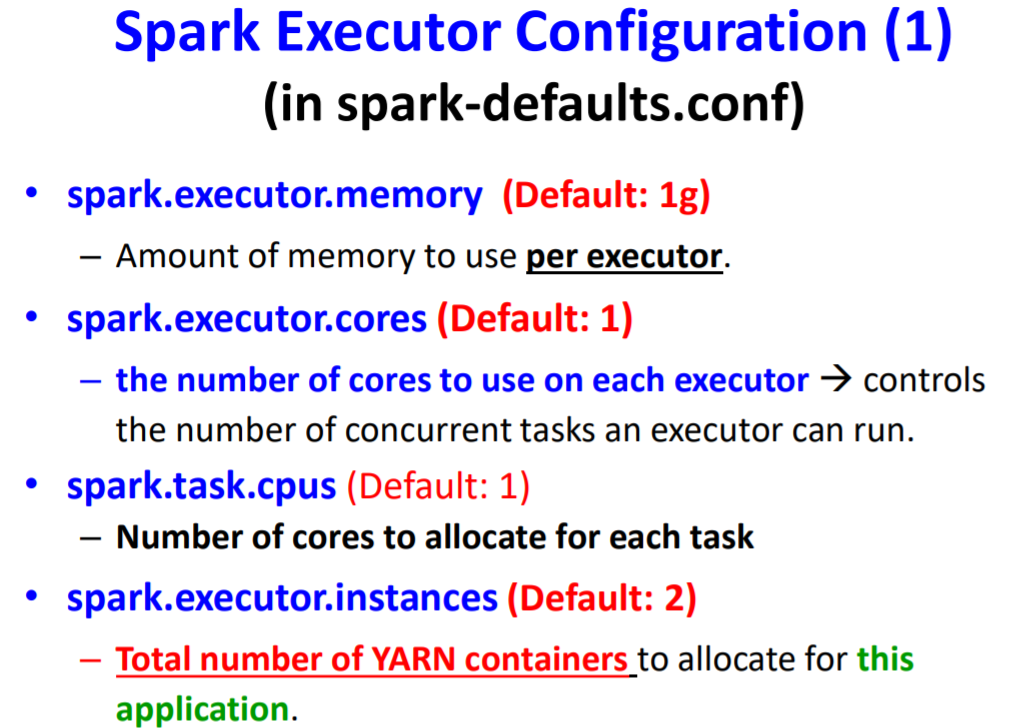 Spark Executor Configuration (1)
(in spark-defaults.conf)
• spark.executor.memory (Default: 1g)
– Amount of memory to use per executor.
• spark.executor.cores (Default: 1)
– the number of cores to use on each executor → controls
the number of concurrent tasks an executor can run.
• spark.task.cpus (Default: 1)
– Number of cores to allocate for each task
• spark.executor.instances (Default: 2)
– Total number of YARN containers to allocate for this
application.